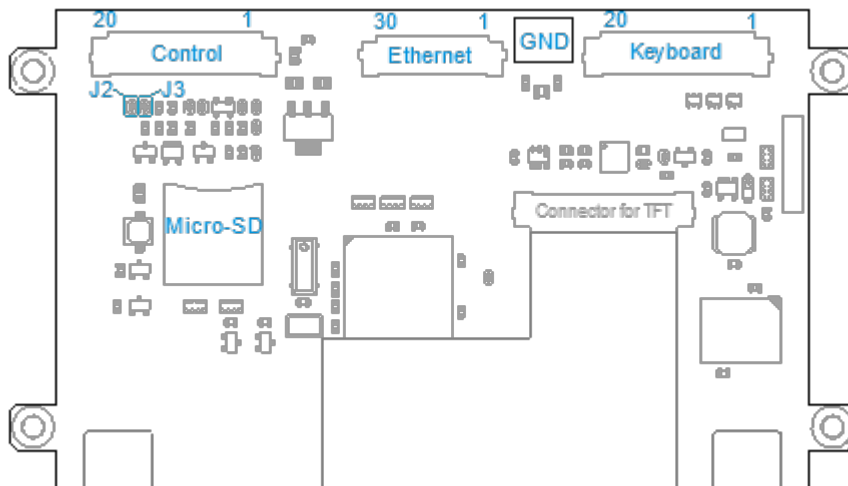 20 1 30 1 20 1
Control Ethernet GND Keyboard
J2 J3
Micro-SD Connector for TFT